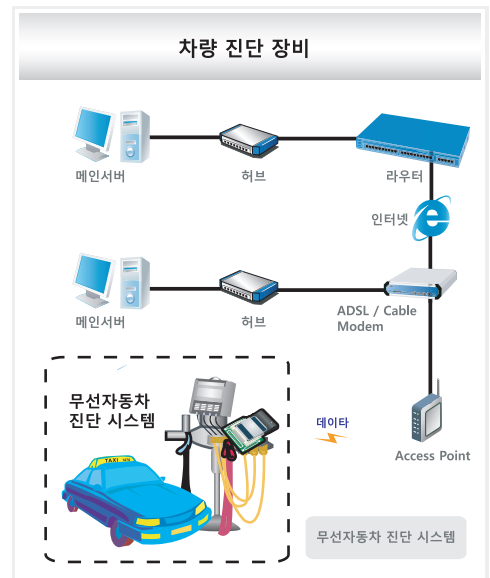 차량 진단 장비
메인서버
허브
라우터
인터넷
메인서버
허브
ADSL / Cable
Modem
무선자동차
진단 시스템
TAXI
데이타
Access Point
무선자동차 진단 시스템